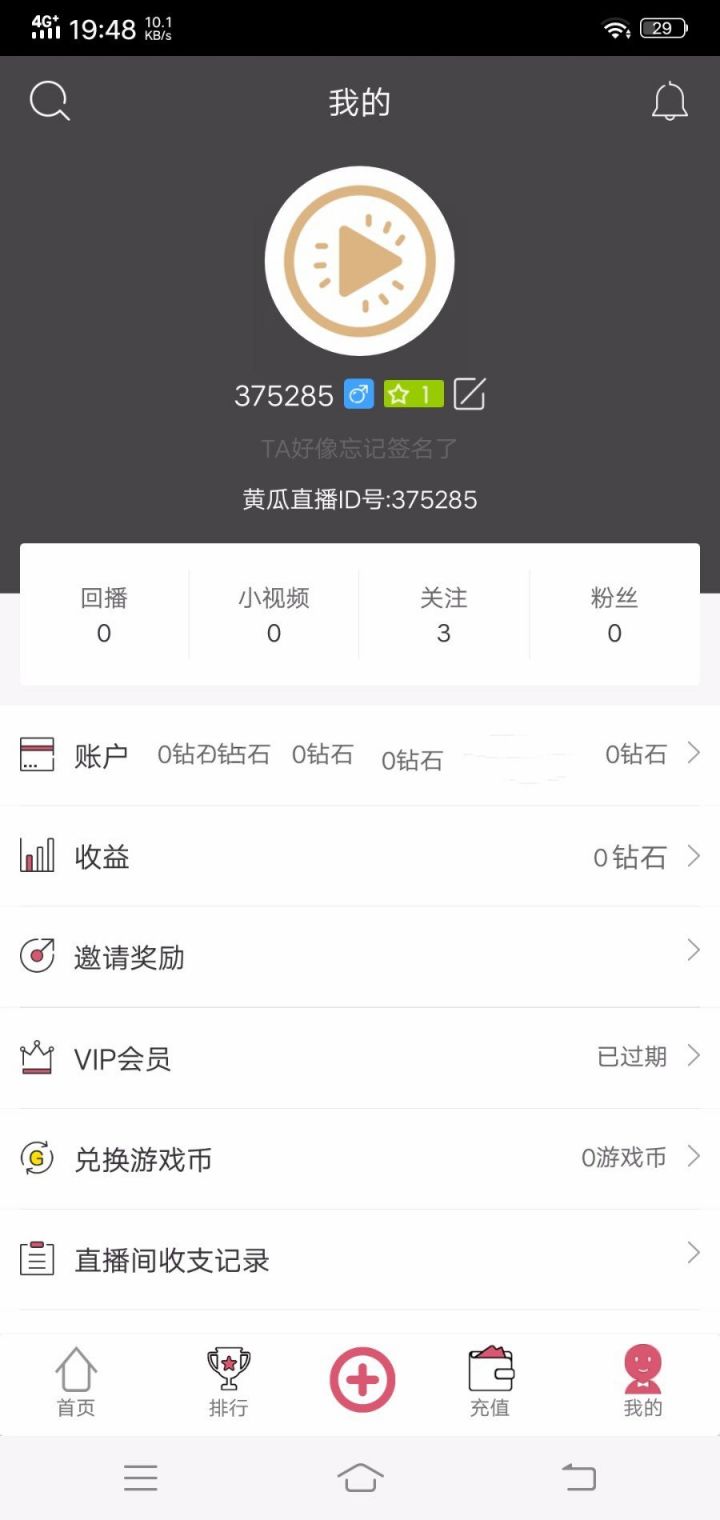 4G+ 19:48 10.1 KB/s 29
我的
375285 1
TA好像忘记签名了
黄瓜直播ID号:375285
回播 小视频 关注 粉丝
0 0 3 0
账户 0钻石 0钻石 0钻石 0钻石
收益 0钻石
邀请奖励
VIP会员 已过期
G 兑换游戏币 0游戏币
直播间收支记录
首页 排行 充值 我的